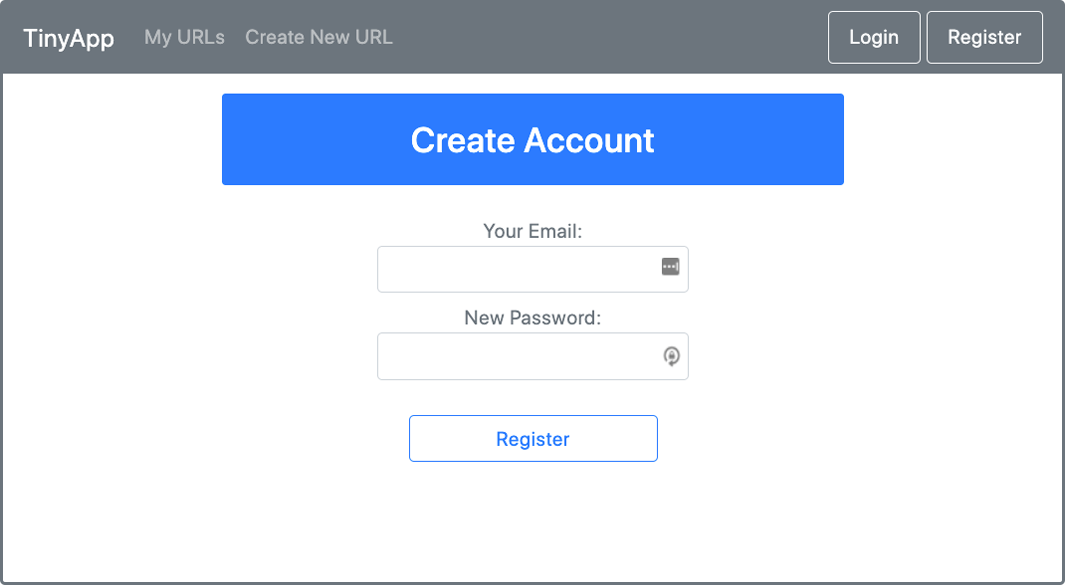 TinyApp My URLs Create New URL Login Register
Create Account
Your Email:
New Password:
Register